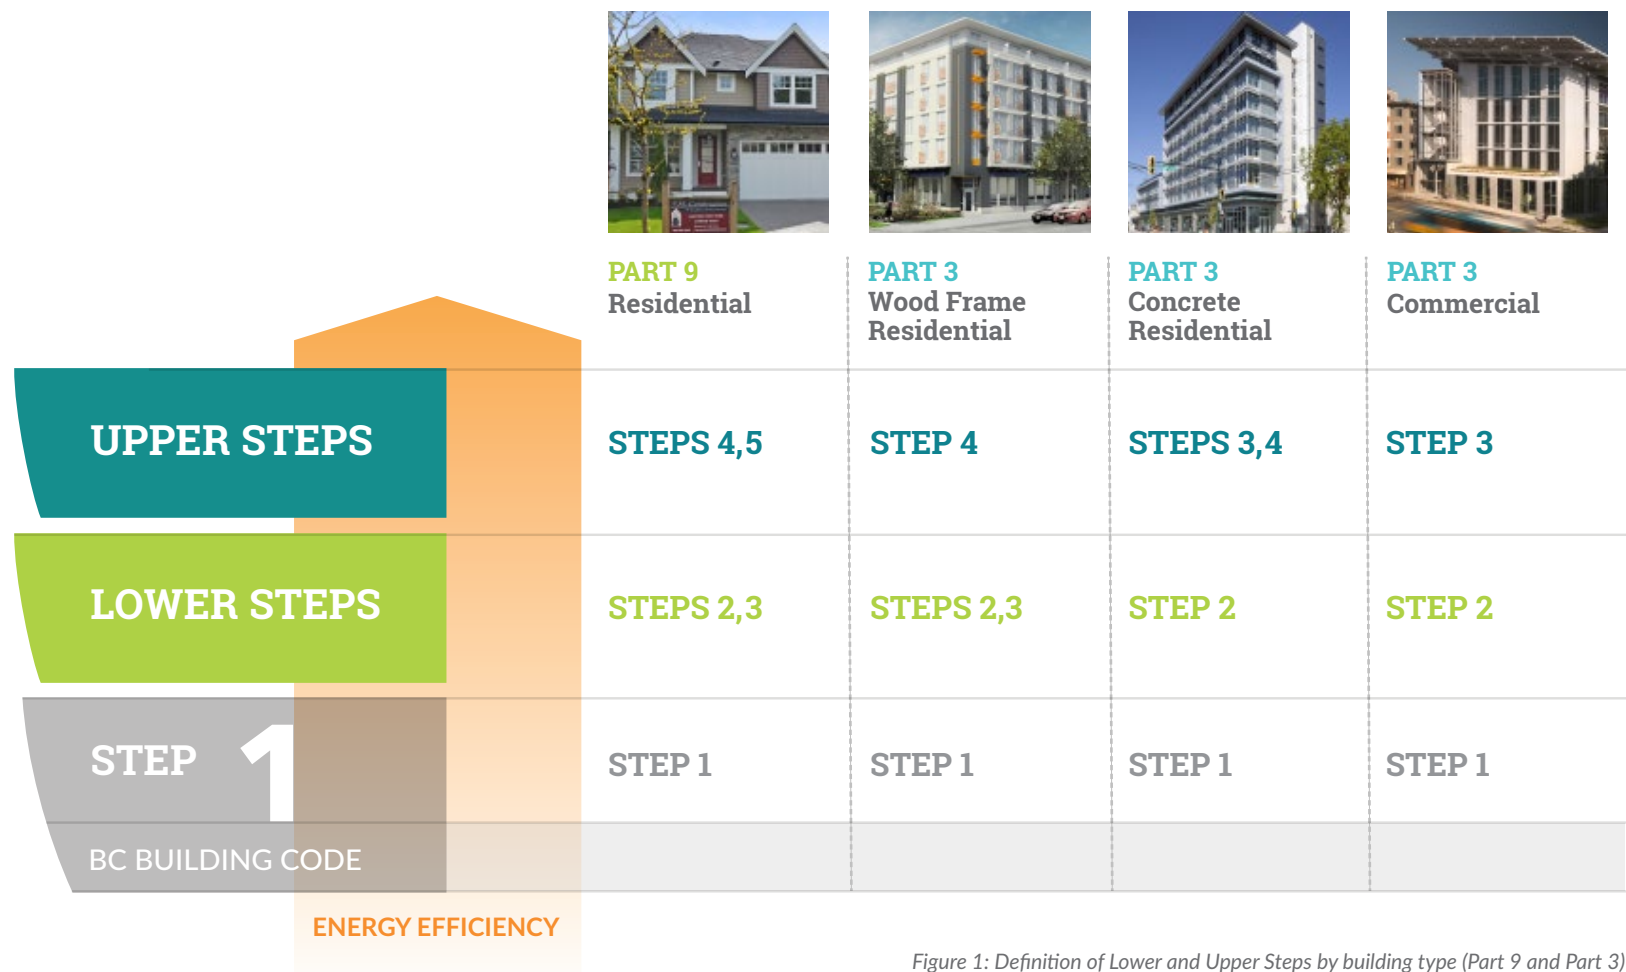 PART 9
Residential
PART 3
Wood Frame
Residential
PART 3
Concrete
Residential
PART 3
Commercial
UPPER STEPS
STEPS 4,5
STEP 4
STEPS 3,4
STEP 3
LOWER STEPS
STEPS 2,3
STEPS 2,3
STEP 2
STEP 2
STEP 1
STEP 1
STEP 1
STEP 1
STEP 1
BC BUILDING CODE
ENERGY EFFICIENCY
Figure 1: Definition of Lower and Upper Steps by building type (Part 9 and Part 3)